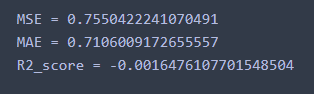 MSE = 0.7550422241070491
MAE = 0.7106009172655557
R2_score = -0.0016476107701548504